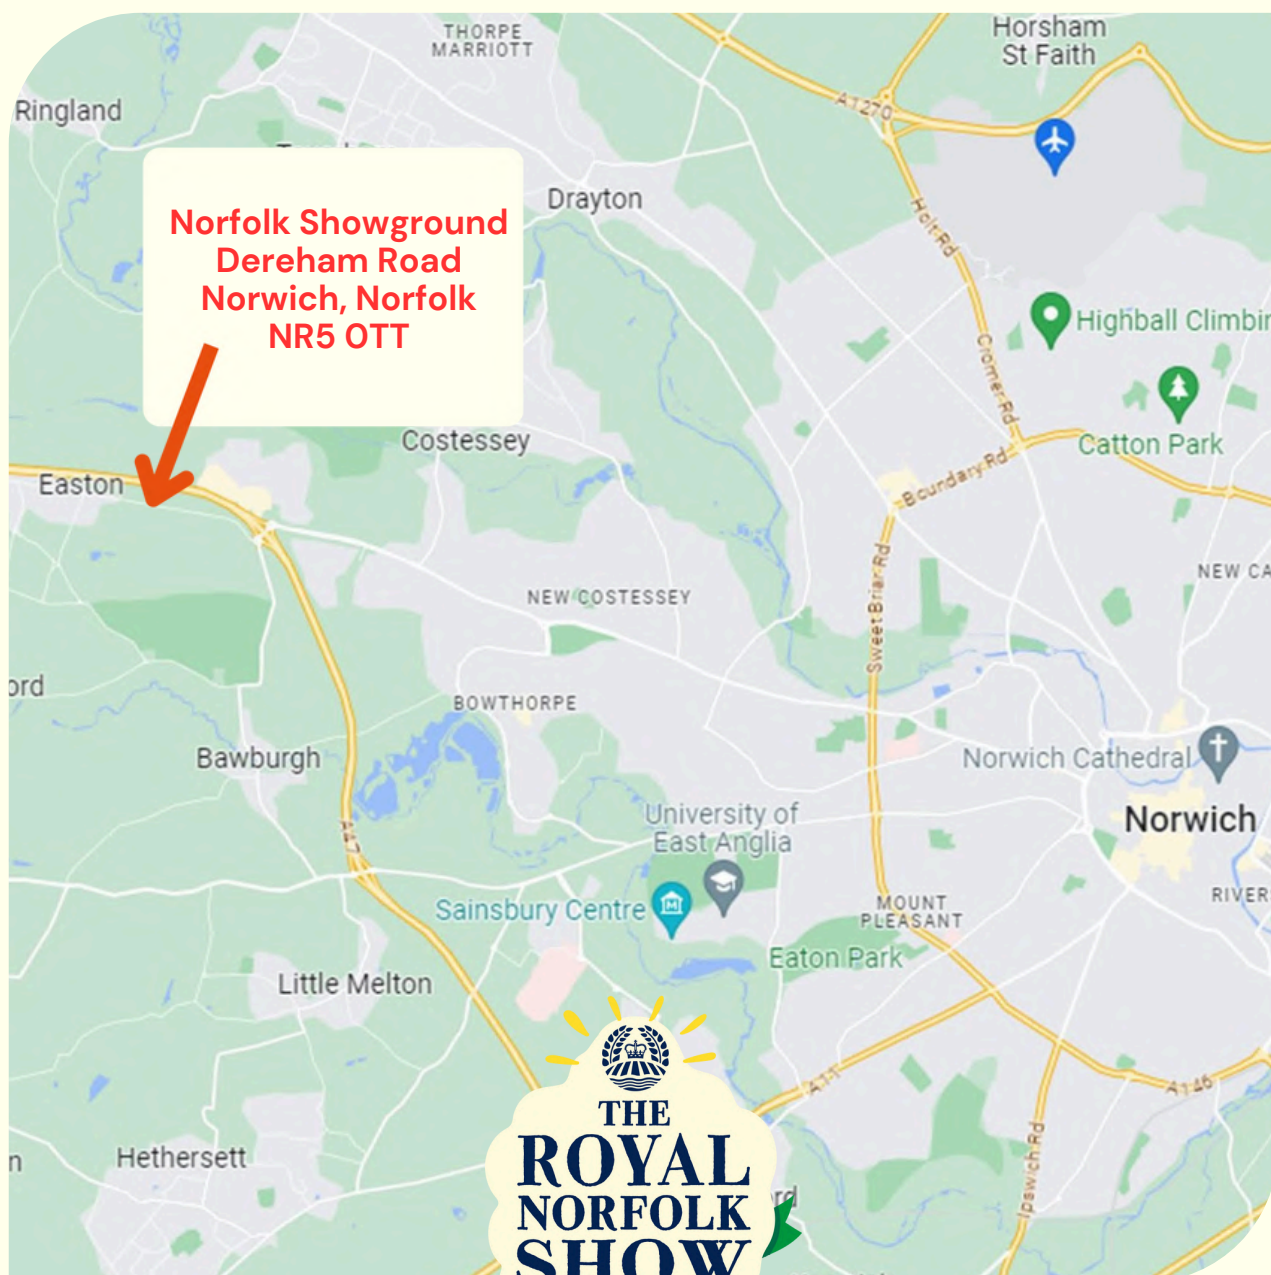 THORPE
MARRIOTT
Horsham
St Faith
Ringland
A1270
Drayton
Norfolk Showground
Dereham Road
Norwich, Norfolk
NR5 0TT
Holt Rd
Highball Climbin
Cromer Rd
Catton Park
Costessey
Boundary Rd
Easton
Sweet Briar Rd
NEW CA
NEW COSTESSEY
ord
BOWTHORPE
Bawburgh
Norwich Cathedral
University of
East Anglia
Norwich
A47
Sainsbury Centre
MOUNT
PLEASANT
RIVER
Eaton Park
Little Melton
A11
A146
Ipswich Rd
THE
ROYAL
NORFOLK
SHOW
Hethersett
n
rd